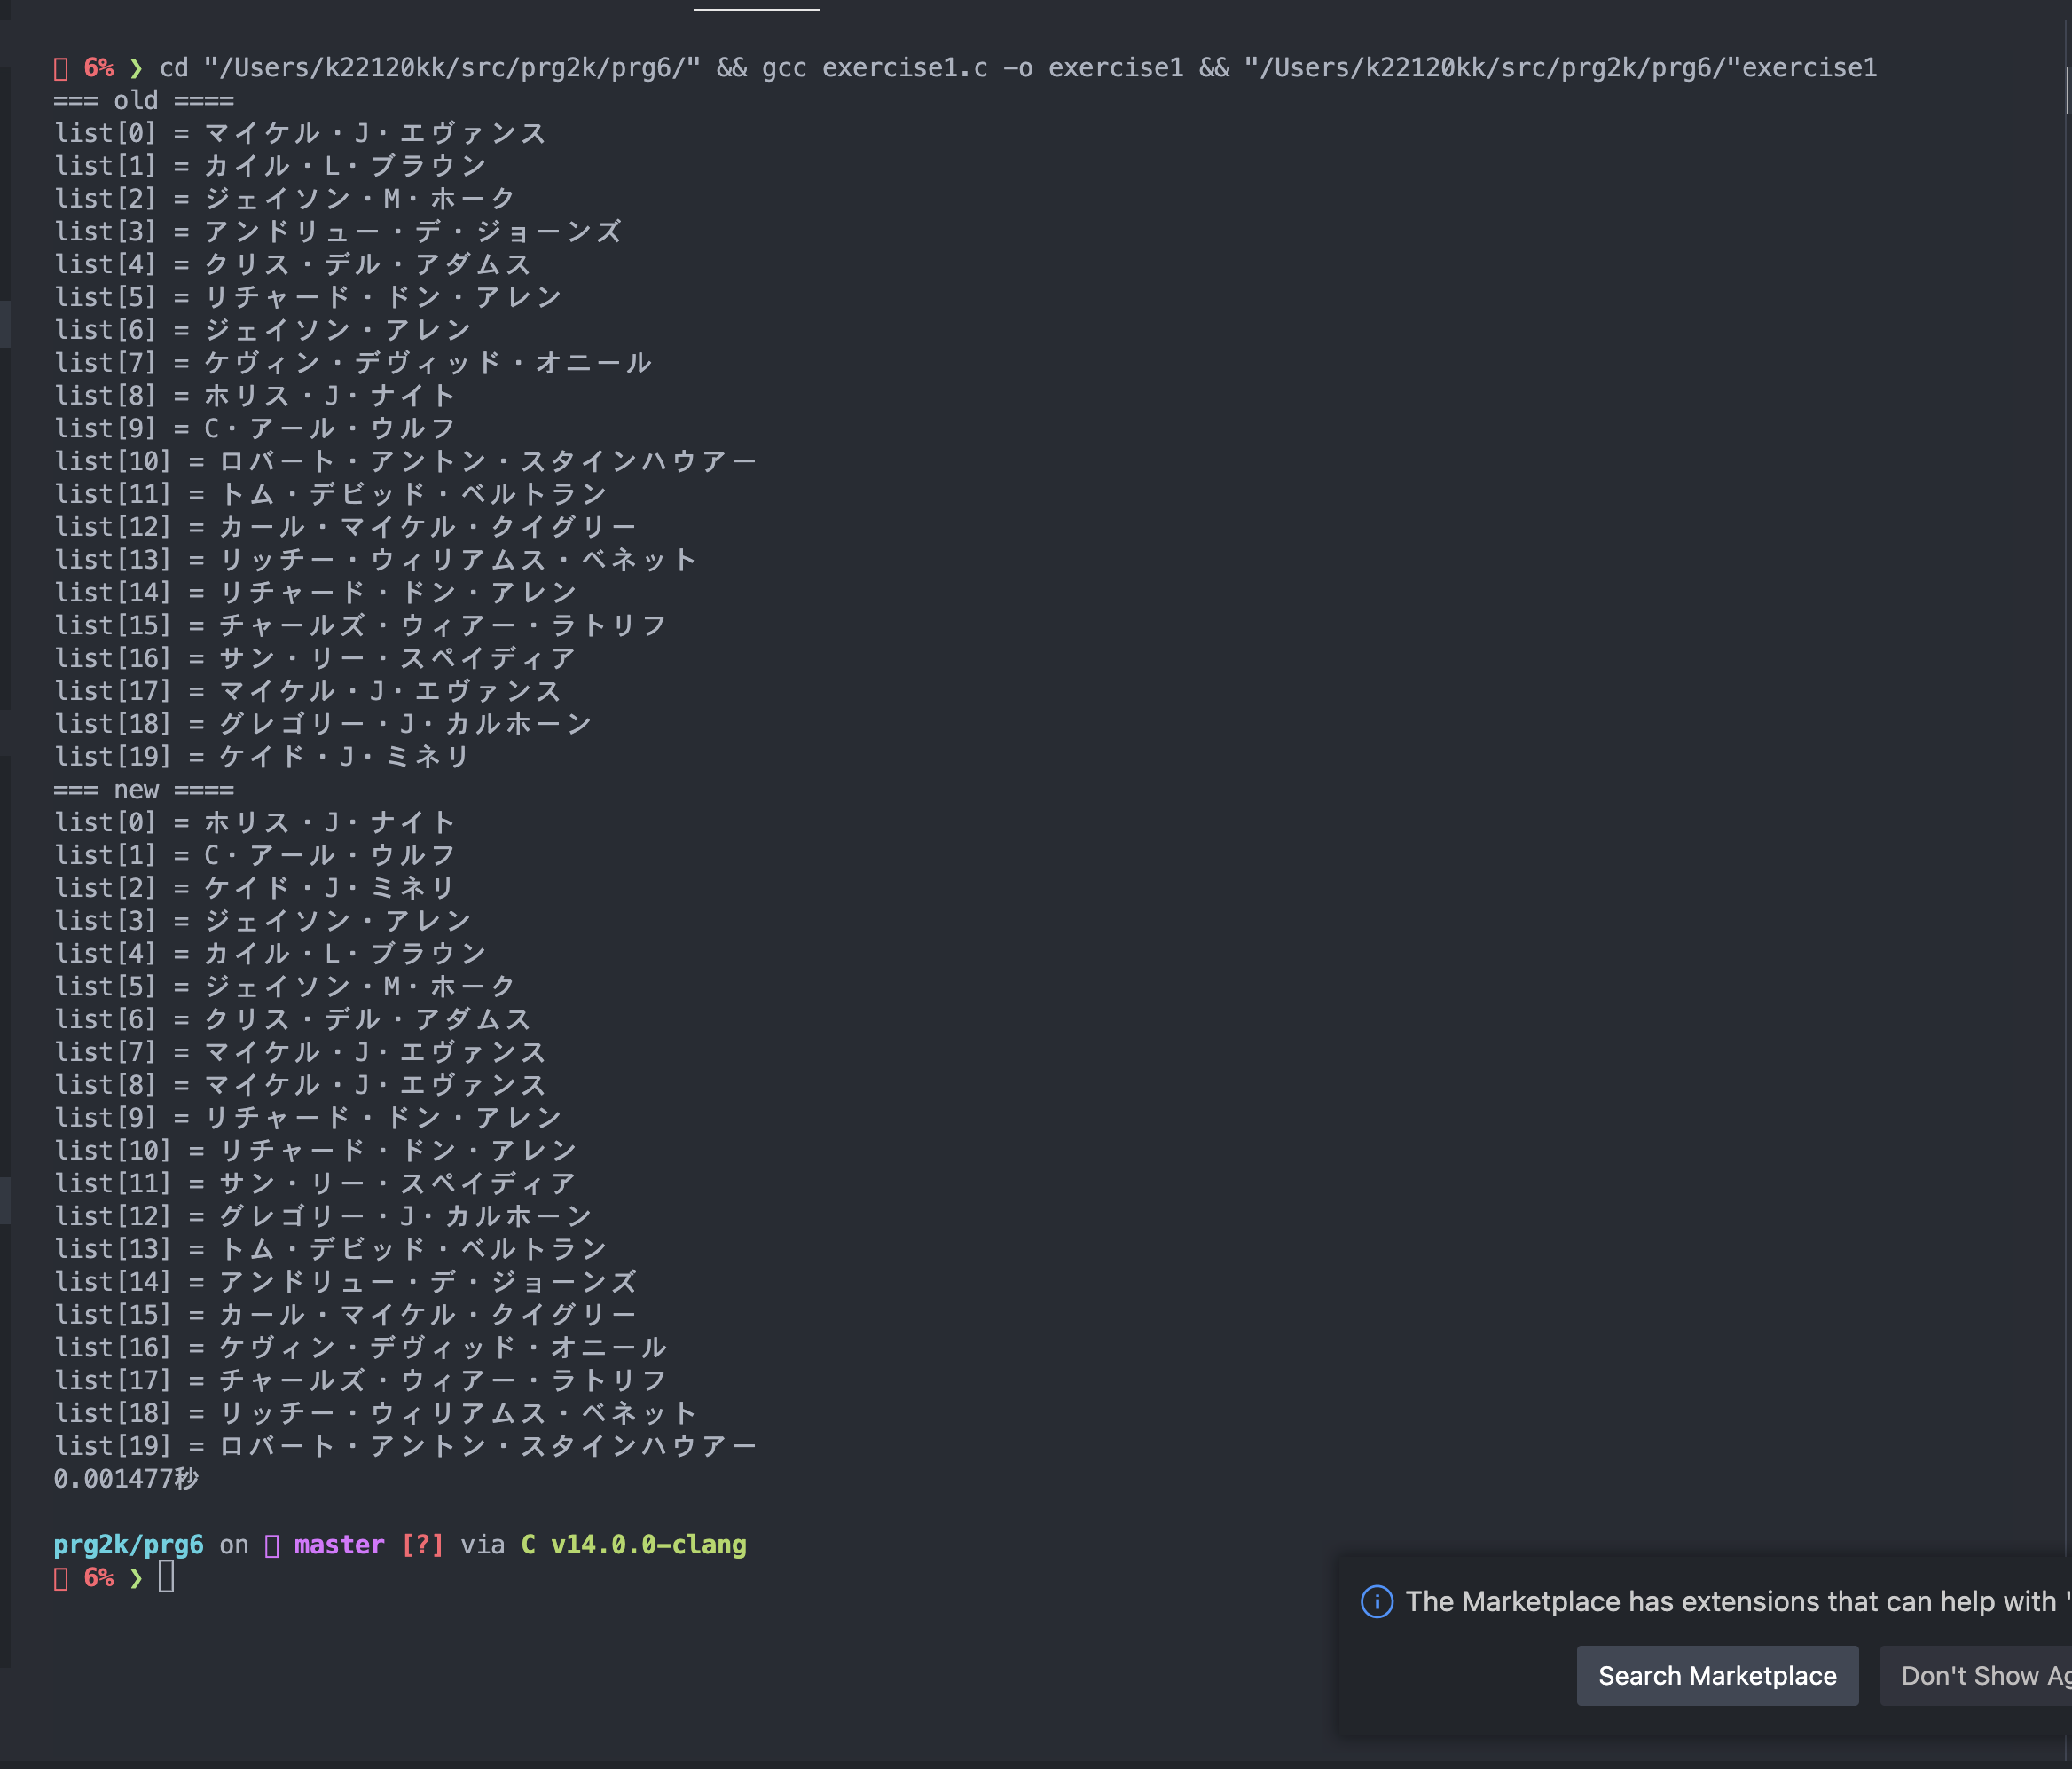 6% ❯ cd "/Users/k22120kk/src/prg2k/prg6/" && gcc exercise1.c -o exercise1 && "/Users/k22120kk/src/prg2k/prg6/"exercise1
=== old ====
list[0] = マイケル・J・エヴァンス
list[1] = カイル・L・ブラウン
list[2] = ジェイソン・M・ホーク
list[3] = アンドリュー・デ・ジョーンズ
list[4] = クリス・デル・アダムス
list[5] = リチャード・ドン・アレン
list[6] = ジェイソン・アレン
list[7] = ケヴィン・デヴィッド・オニール
list[8] = ホリス・J・ナイト
list[9] = C・アール・ウルフ
list[10] = ロバート・アントン・スタインハウアー
list[11] = トム・デビッド・ベルトラン
list[12] = カール・マイケル・クイグリー
list[13] = リッチー・ウィリアムス・ベネット
list[14] = リチャード・ドン・アレン
list[15] = チャールズ・ウィアー・ラトリフ
list[16] = サン・リー・スペイディア
list[17] = マイケル・J・エヴァンス
list[18] = グレゴリー・J・カルホーン
list[19] = ケイド・J・ミネリ
=== new ====
list[0] = ホリス・J・ナイト
list[1] = C・アール・ウルフ
list[2] = ケイド・J・ミネリ
list[3] = ジェイソン・アレン
list[4] = カイル・L・ブラウン
list[5] = ジェイソン・M・ホーク
list[6] = クリス・デル・アダムス
list[7] = マイケル・J・エヴァンス
list[8] = マイケル・J・エヴァンス
list[9] = リチャード・ドン・アレン
list[10] = リチャード・ドン・アレン
list[11] = サン・リー・スペイディア
list[12] = グレゴリー・J・カルホーン
list[13] = トム・デビッド・ベルトラン
list[14] = アンドリュー・デ・ジョーンズ
list[15] = カール・マイケル・クイグリー
list[16] = ケヴィン・デヴィッド・オニール
list[17] = チャールズ・ウィアー・ラトリフ
list[18] = リッチー・ウィリアムス・ベネット
list[19] = ロバート・アントン・スタインハウアー
0.001477秒
prg2k/prg6 on master [?] via C v14.0.0-clang
6% ❯
The Marketplace has extensions that can help with '
Search Marketplace
Don't Show Ag